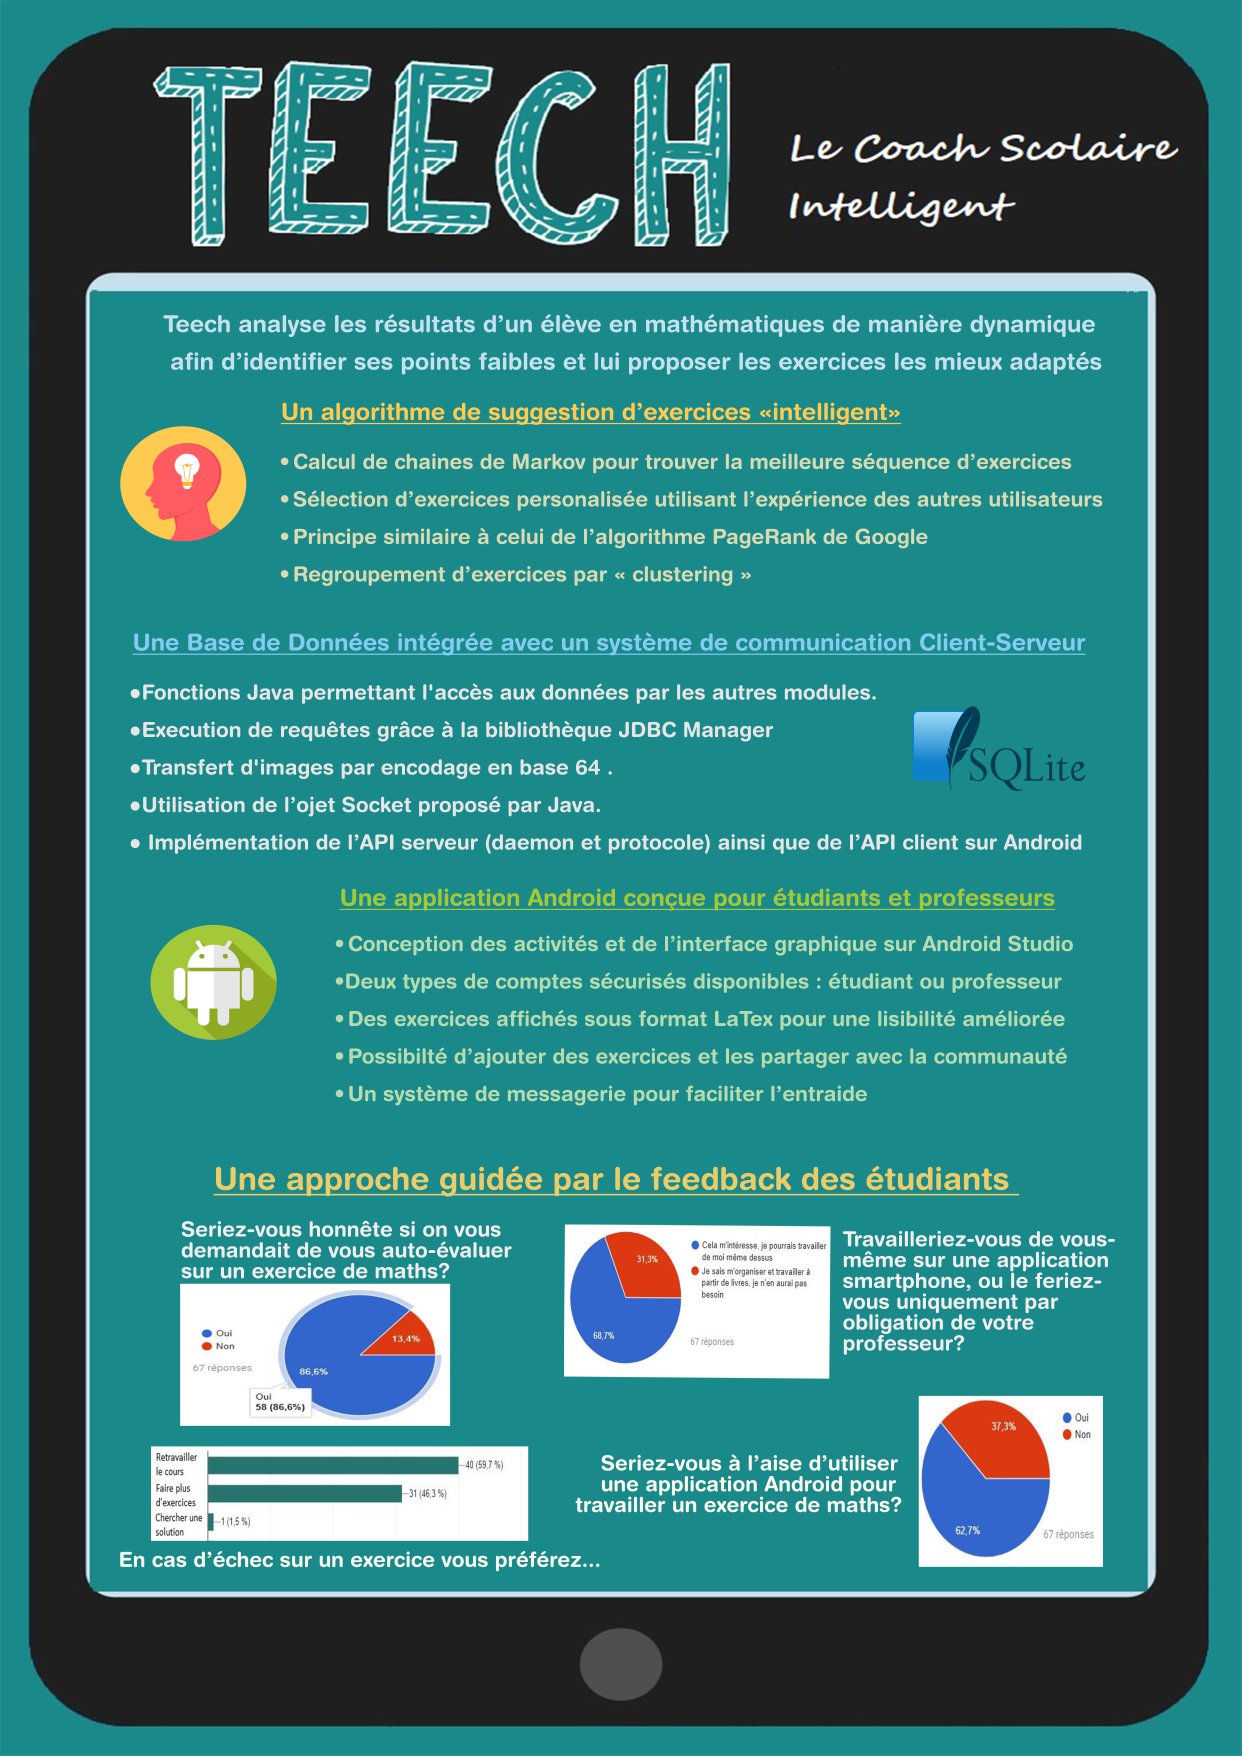 TEECH
Le Coach Scolaire
Intelligent
Teech analyse les résultats d’un élève en mathématiques de manière dynamique
afin d’identifier ses points faibles et lui proposer les exercices les mieux adaptés
Un algorithme de suggestion d’exercices «intelligent»
• Calcul de chaines de Markov pour trouver la meilleure séquence d’exercices
• Sélection d’exercices personalisée utilisant l’expérience des autres utilisateurs
• Principe similaire à celui de l’algorithme PageRank de Google
• Regroupement d’exercices par « clustering »
Une Base de Données intégrée avec un système de communication Client-Serveur
●Fonctions Java permettant l'accès aux données par les autres modules.
●Execution de requêtes grâce à la bibliothèque JDBC Manager
●Transfert d'images par encodage en base 64 .
●Utilisation de l’ojet Socket proposé par Java.
● Implémentation de l’API serveur (daemon et protocole) ainsi que de l’API client sur Android
SQLite
Une application Android conçue pour étudiants et professeurs
• Conception des activités et de l’interface graphique sur Android Studio
•Deux types de comptes sécurisés disponibles : étudiant ou professeur
• Des exercices affichés sous format LaTex pour une lisibilité améliorée
• Possibilté d’ajouter des exercices et les partager avec la communauté
• Un système de messagerie pour faciliter l’entraide
Une approche guidée par le feedback des étudiants
Seriez-vous honnête si on vous
demandait de vous auto-évaluer
sur un exercice de maths?
Oui
Non
67 réponses
13,4%
86,6%
Oui
58 (86,6%)
31,3%
68,7%
Cela m'intéresse, je pourrais travailler
de moi même dessus
Je sais m'organiser et travailler à
partir de livres, je n'en aurai pas
besoin
67 réponses
Travailleriez-vous de vous-
même sur une application
smartphone, ou le feriez-
vous uniquement par
obligation de votre
professeur?
Retravailler
le cours
40 (59,7 %)
Faire plus
d'exercices
31 (46,3 %)
Chercher une
solution
1 (1,5 %)
En cas d’échec sur un exercice vous préférez...
Seriez-vous à l’aise d’utiliser
une application Android pour
travailler un exercice de maths?
37,3%
62,7%
Oui
Non
67 réponses